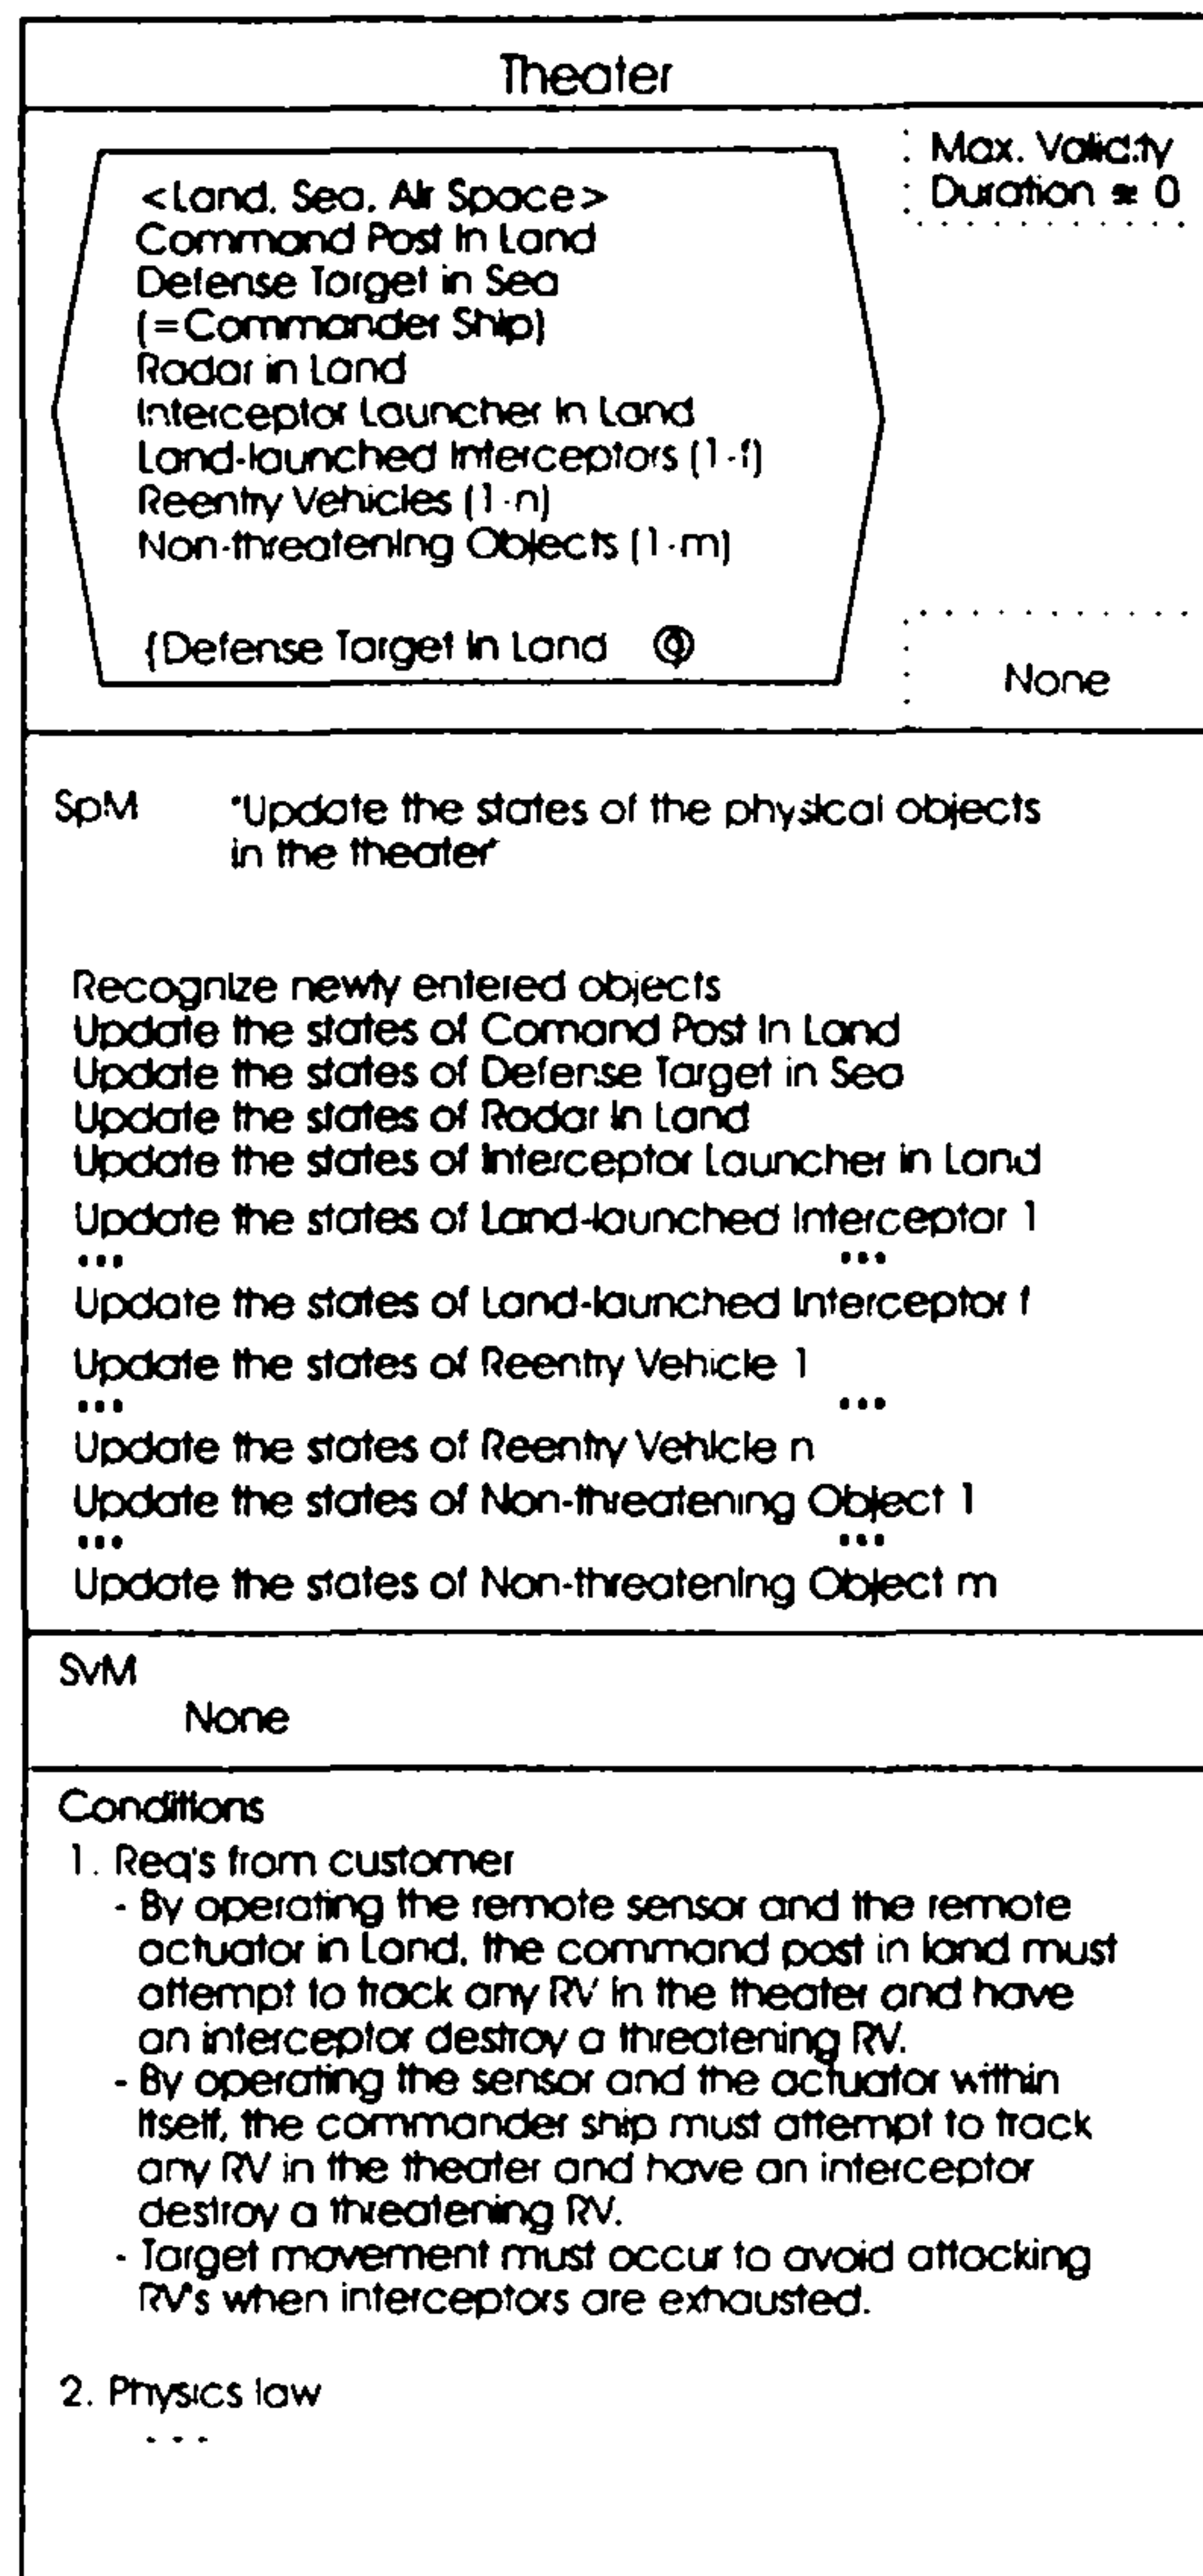 Theater
<Land, Sea, Air Space>
Command Post in Land
Defense Target in Sea
(=Commander Ship)
Radar in Land
Interceptor Launcher in Land
Land-launched Interceptors (1-f)
Reentry Vehicles (1-n)
Non-threatening Objects (1-m)
{Defense Target in Land
Max. Validity
Duration ≈ 0
None
SpM "Update the states of the physical objects
in the theater"
Recognize newly entered objects
Update the states of Comand Post in Land
Update the states of Defense Target in Sea
Update the states of Radar in Land
Update the states of Interceptor Launcher in Land
Update the states of Land-launched Interceptor 1
... ...
Update the states of Land-launched Interceptor f
Update the states of Reentry Vehicle 1
... ...
Update the states of Reentry Vehicle n
Update the states of Non-threatening Object 1
... ...
Update the states of Non-threatening Object m
SvM
None
Conditions
1. Req's from customer
- By operating the remote sensor and the remote
actuator in Land, the command post in land must
attempt to track any RV in the theater and have
an interceptor destroy a threatening RV.
- By operating the sensor and the actuator within
itself, the commander ship must attempt to track
any RV in the theater and have an interceptor
destroy a threatening RV.
- Target movement must occur to avoid attacking
RV's when interceptors are exhausted.
2. Physics law
...